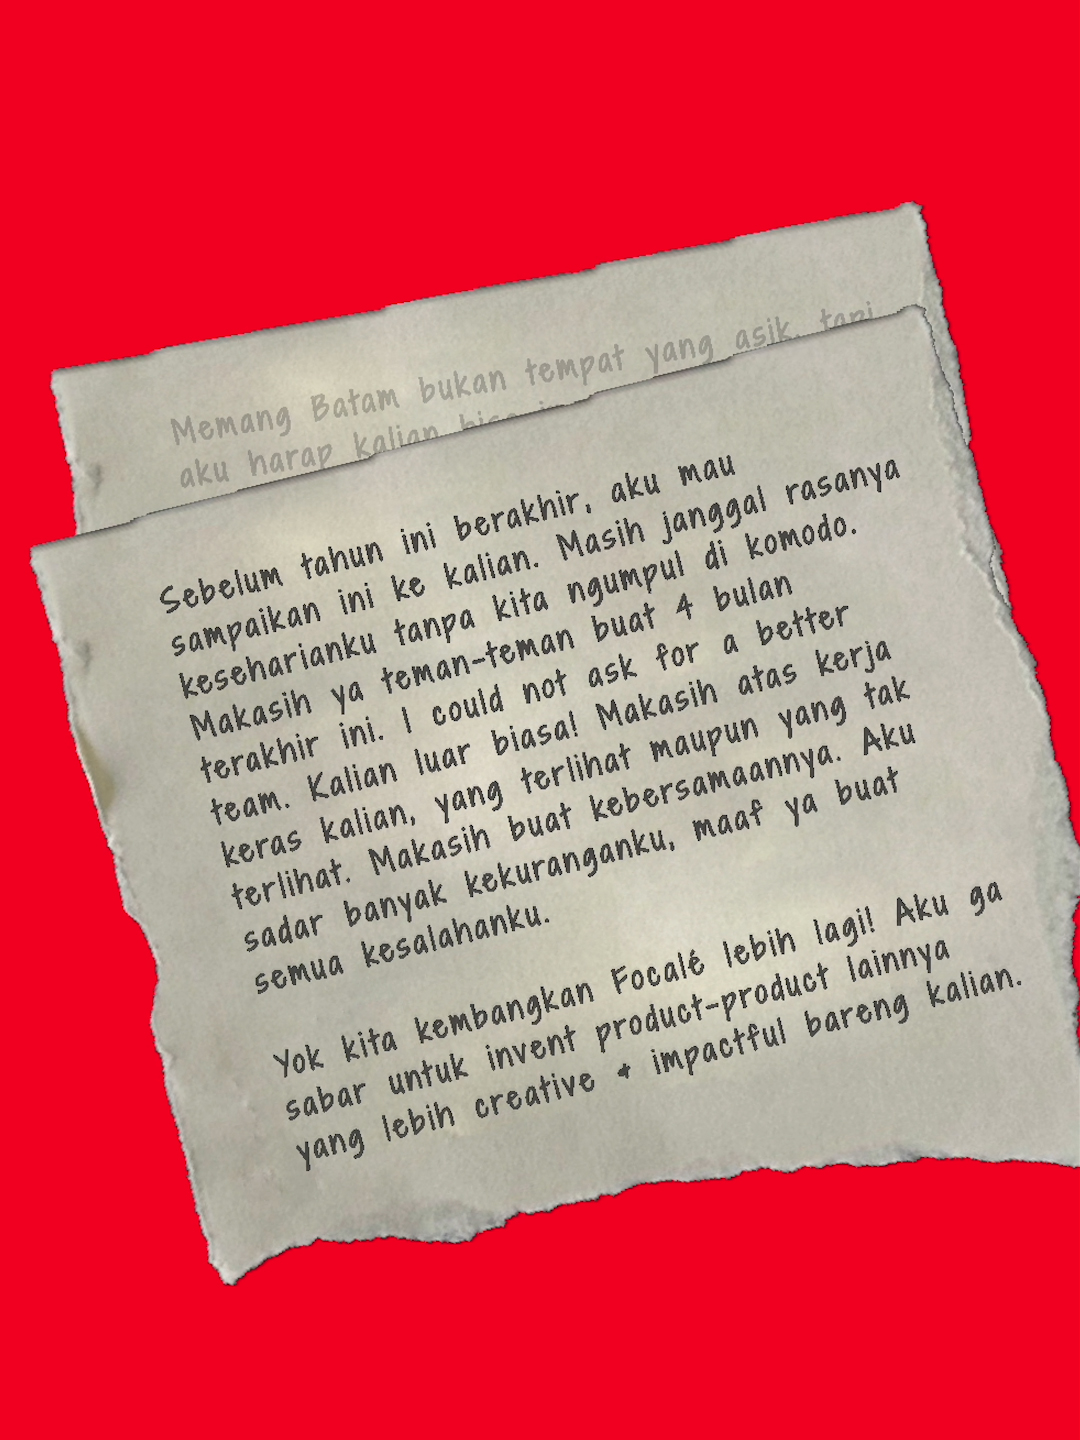 Memang Batam bukan tempat yang asik, tapi
aku harap kalian bisa
Sebelum tahun ini berakhir, aku mau
sampaikan ini ke kalian. Masih janggal rasanya
keseharianku tanpa kita ngumpul di komodo.
Makasih ya teman-teman buat 4 bulan
terakhir ini. I could not ask for a better
team. Kalian luar biasa! Makasih atas kerja
keras kalian, yang terlihat maupun yang tak
terlihat. Makasih buat kebersamaannya. Aku
sadar banyak kekuranganku, maaf ya buat
semua kesalahanku.
Yok kita kembangkan Focalé lebih lagi! Aku ga
sabar untuk invent product-product lainnya
yang lebih creative & impactful bareng kalian.